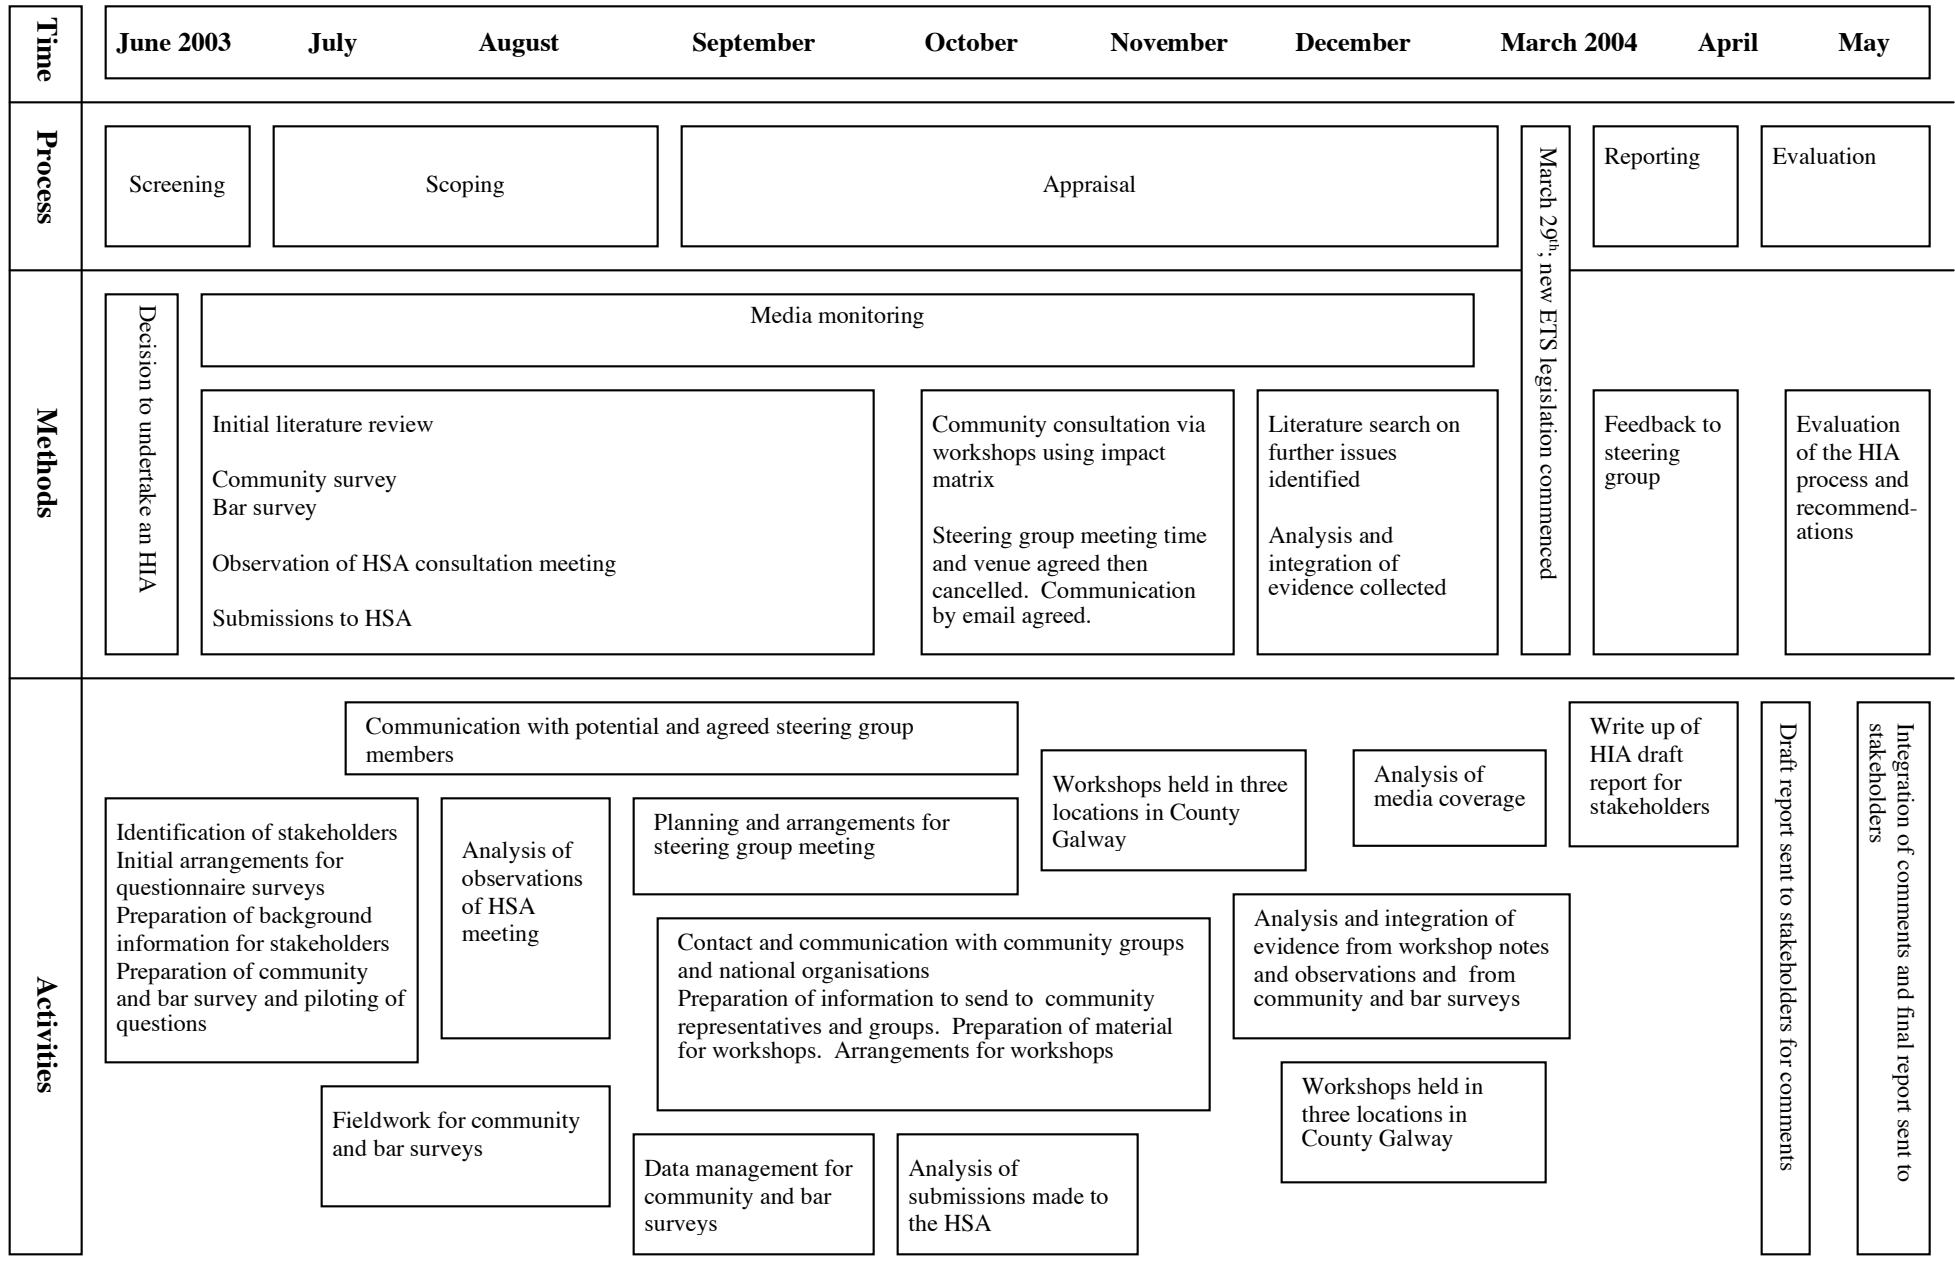 Time
June 2003 July August September October November December March 2004 April May
Process
Screening
Scoping
Appraisal
March 29th; new ETS legislation commenced
Reporting
Evaluation
Methods
Decision to undertake an HIA
Media monitoring
Initial literature review
Community survey
Bar survey
Observation of HSA consultation meeting
Submissions to HSA
Community consultation via
workshops using impact
matrix
Steering group meeting time
and venue agreed then
cancelled. Communication
by email agreed.
Literature search on
further issues
identified
Analysis and
integration of
evidence collected
Feedback to
steering
group
Evaluation
of the HIA
process and
recommend-
ations
Activities
Communication with potential and agreed steering group
members
Identification of stakeholders
Initial arrangements for
questionnaire surveys
Preparation of background
information for stakeholders
Preparation of community
and bar survey and piloting of
questions
Analysis of
observations
of HSA
meeting
Planning and arrangements for
steering group meeting
Workshops held in three
locations in County
Galway
Analysis of
media coverage
Write up of
HIA draft
report for
stakeholders
Contact and communication with community groups
and national organisations
Preparation of information to send to community
representatives and groups. Preparation of material
for workshops. Arrangements for workshops
Analysis and integration of
evidence from workshop notes
and observations and from
community and bar surveys
Fieldwork for community
and bar surveys
Data management for
community and bar
surveys
Analysis of
submissions made to
the HSA
Workshops held in
three locations in
County Galway
Draft report sent to stakeholders for comments
Integration of comments and final report sent to
stakeholders